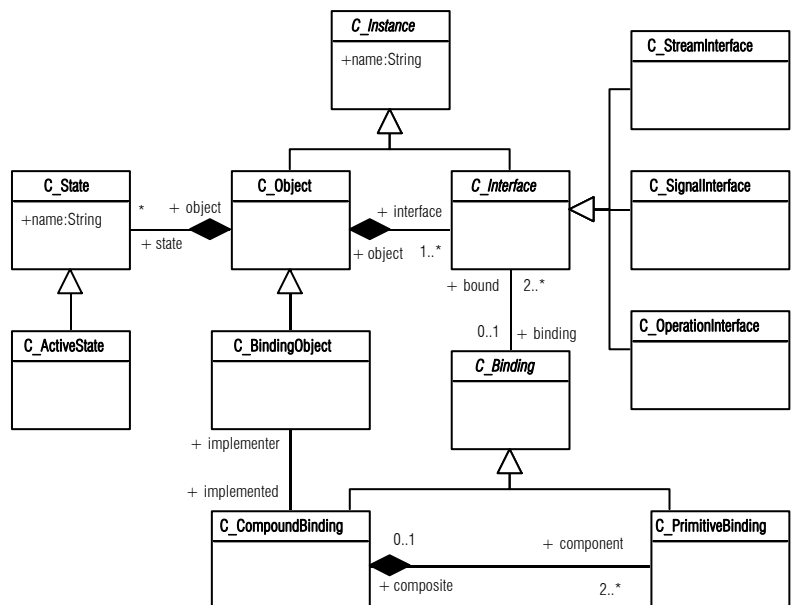 C_Instance
+name:String
C_StreamInterface
C_State
+name:String
*
+ object
+ state
C_Object
+ interface
+ object
1..*
C_Interface
C_SignalInterface
+ bound
2..*
0..1
+ binding
C_OperationInterface
C_ActiveState
C_BindingObject
C_Binding
+ implementer
+ implemented
C_CompoundBinding
0..1
+ composite
+ component
2..*
C_PrimitiveBinding